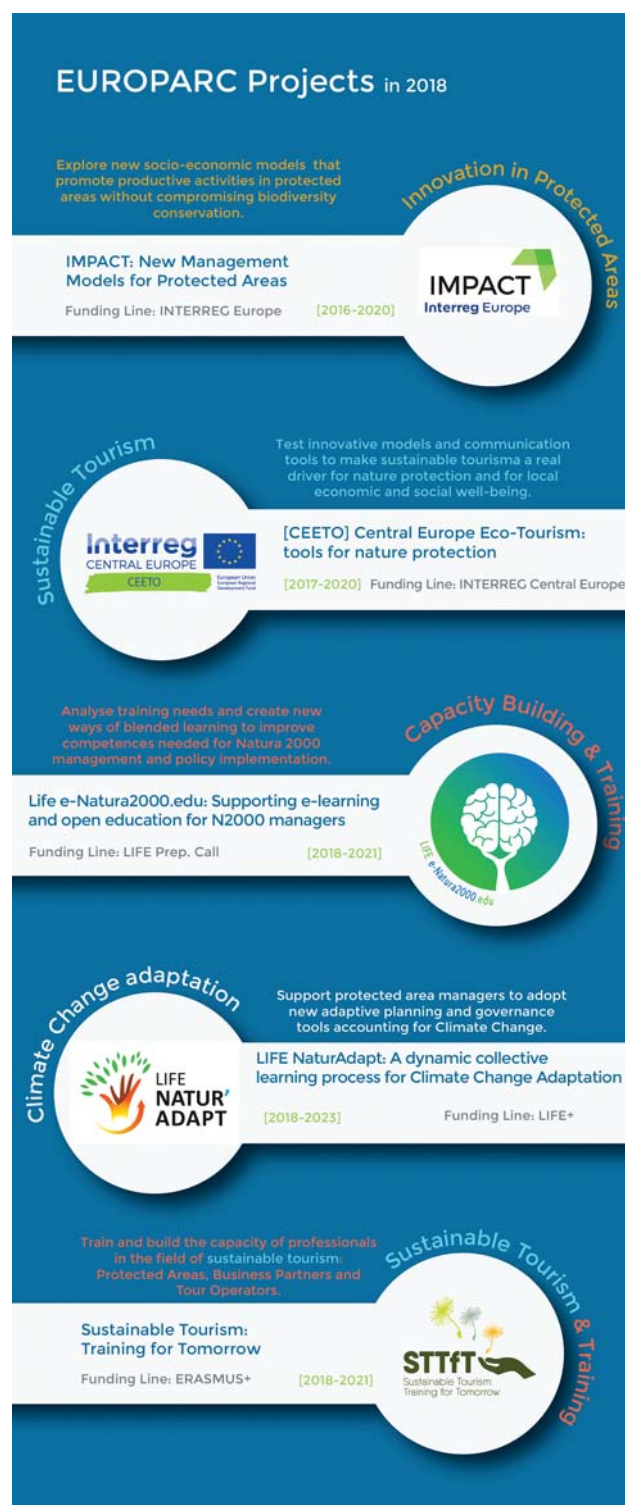 EUROPARC Projects in 2018
Explore new socio-economic models that
promote productive activities in protected
areas without compromising biodiversity
conservation.
Innovation in Protected Areas
IMPACT: New Management
Models for Protected Areas
Funding Line: INTERREG Europe [2016-2020]
IMPACT
Interreg Europe
Sustainable Tourism
Test innovative models and communication
tools to make sustainable tourisma a real
driver for nature protection and for local
economic and social well-being.
Interreg
CENTRAL EUROPE
CEETO
European Union
European Regional
Development Fund
[CEETO] Central Europe Eco-Tourism:
tools for nature protection
[2017-2020] Funding Line: INTERREG Central Europe
Analyse training needs and create new
ways of blended learning to improve
competences needed for Natura 2000
management and policy implementation.
Capacity Building & Training
Life e-Natura2000.edu: Supporting e-learning
and open education for N2000 managers
Funding Line: LIFE Prep. Call [2018-2021]
LIFE e-Natura2000.edu
Climate Change adaptation
Support protected area managers to adopt
new adaptive planning and governance
tools accounting for Climate Change.
LIFE
NATUR'
ADAPT
LIFE NaturAdapt: A dynamic collective
learning process for Climate Change Adaptation
[2018-2023] Funding Line: LIFE+
Train and build the capacity of professionals
in the field of sustainable tourism:
Protected Areas, Business Partners and
Tour Operators.
Sustainable Tourism & Training
Sustainable Tourism:
Training for Tomorrow
Funding Line: ERASMUS+ [2018-2021]
STTfT
Sustainable Tourism:
Training for Tomorrow